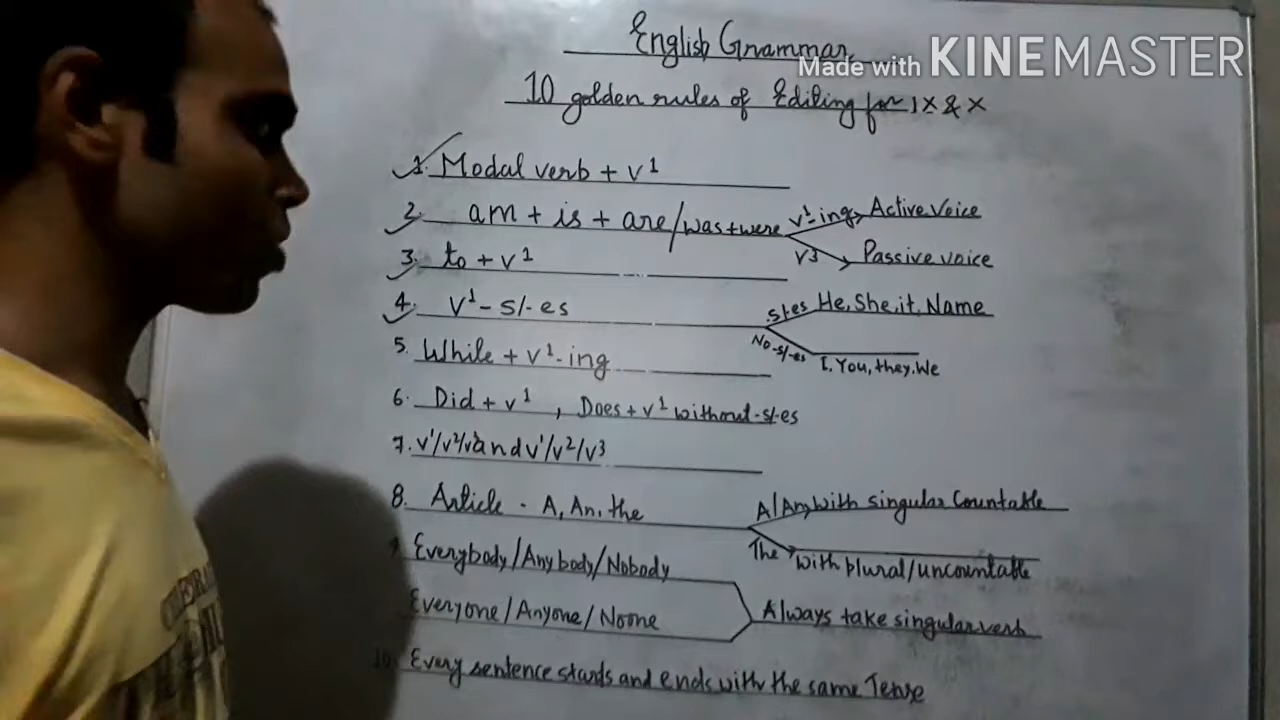 English Grammar
Made with KINEMASTER
10 golden rules of Editing for IX & X
1. Modal verb + v1
2. am + is + are/was+were v1ing Active Voice
v3 Passive voice
3. to + v1
4. v1 - s/-es s/es He, She, it, Name
No-s/-es I, You, they, We
5. While + v1-ing
6. Did + v1, Does + v1 without-s/-es
7. v1/v2/v3 and v1/v2/v3
8. Article - A, An, the A/An, with singular Countable
The with plural/uncountable
Everybody/Anybody/Nobody
Everyone/Anyone/Noone Always take singular verb
10. Every sentence starts and ends with the same Tense